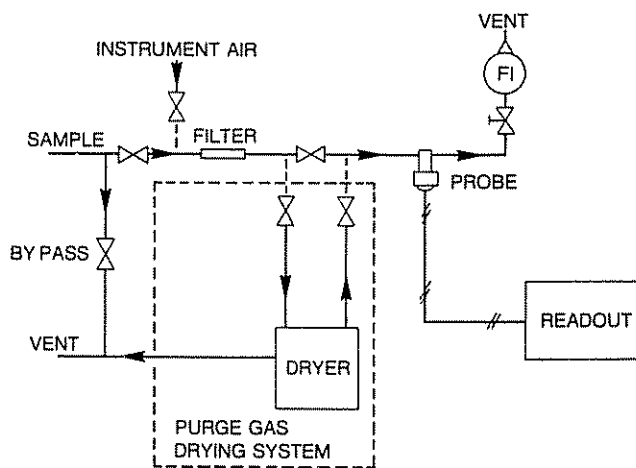 VENT
INSTRUMENT AIR
FI
SAMPLE
FILTER
PROBE
BY PASS
READOUT
VENT
DRYER
PURGE GAS
DRYING SYSTEM